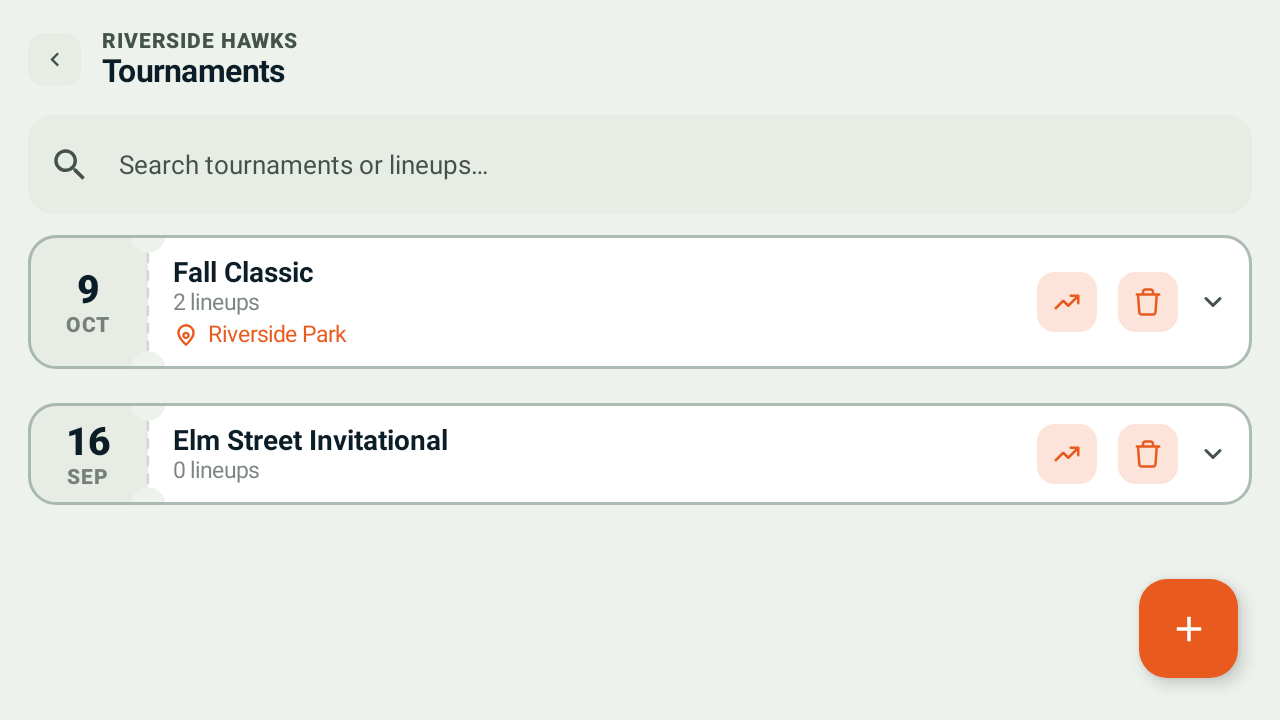 RIVERSIDE HAWKS
Tournaments
Search tournaments or lineups…
9
OCT
Fall Classic
2 lineups
Riverside Park
16
SEP
Elm Street Invitational
0 lineups